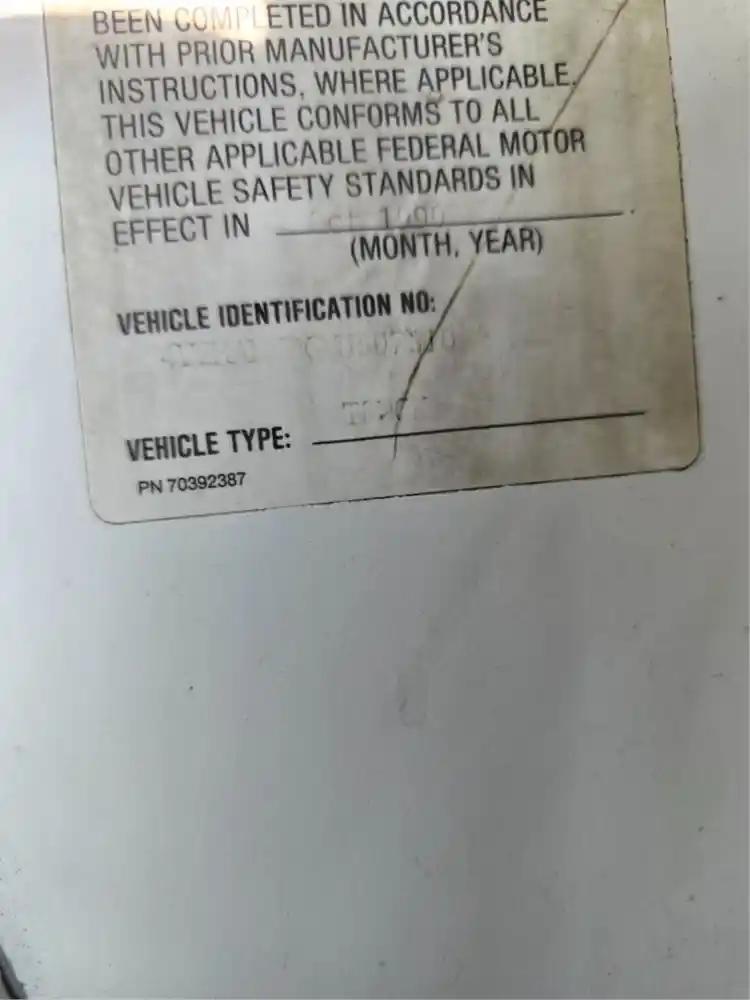 BEEN COMPLETED IN ACCORDANCE
WITH PRIOR MANUFACTURER'S
INSTRUCTIONS, WHERE APPLICABLE.
THIS VEHICLE CONFORMS TO ALL
OTHER APPLICABLE FEDERAL MOTOR
VEHICLE SAFETY STANDARDS IN
EFFECT IN
(MONTH, YEAR)
VEHICLE IDENTIFICATION NO:
VEHICLE TYPE:
PN 70392387